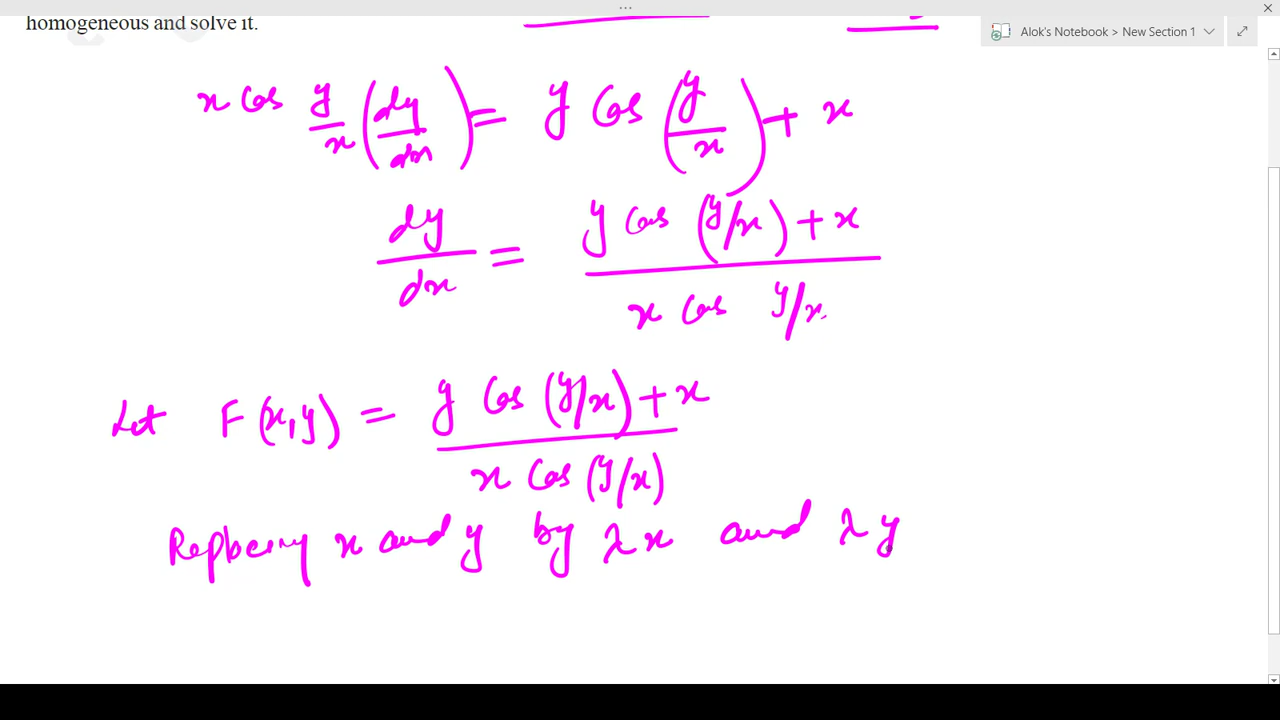 homogeneous and solve it.
Alok's Notebook > New Section 1
x Cos y/x (dy/dx) = y Cos (y/x) + x
dy/dx = y Cos (y/x) + x / x Cos y/x
Let F(x,y) = y Cos (y/x) + x / x Cos (y/x)
x and y by λx and λy